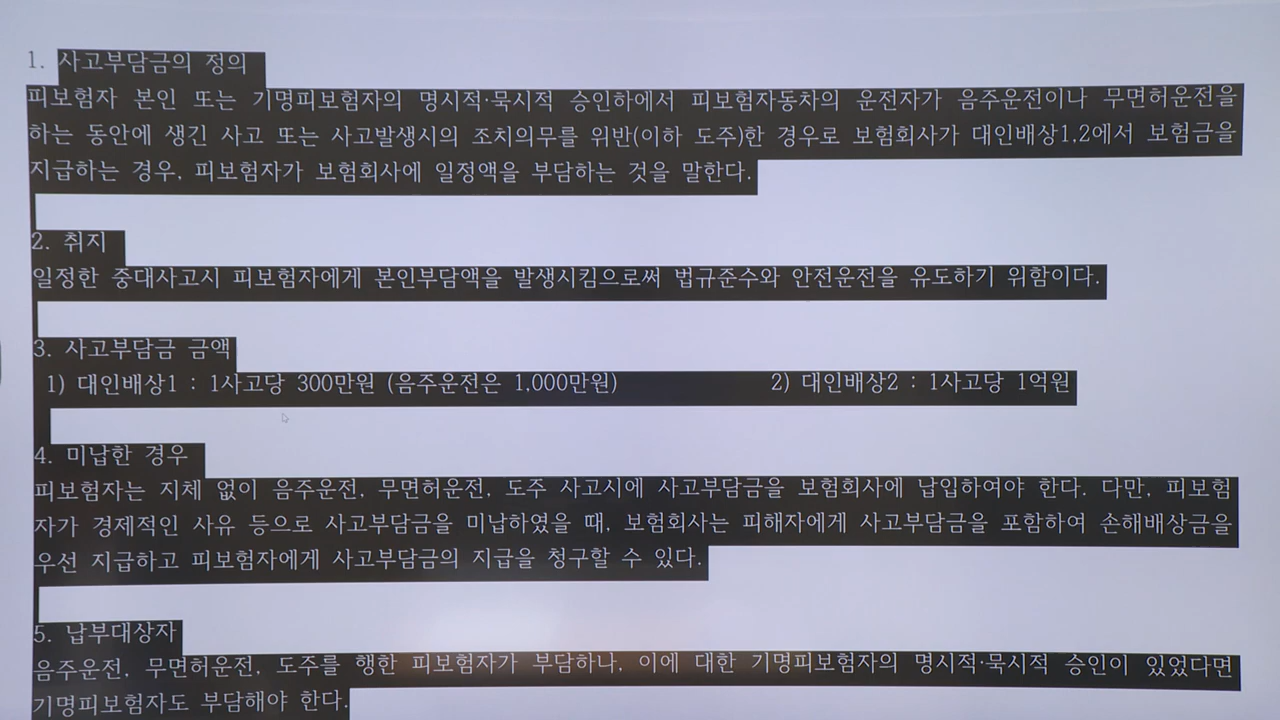 1. 사고부담금의 정의
피보험자 본인 또는 기명피보험자의 명시적·묵시적 승인하에서 피보험자동차의 운전자가 음주운전이나 무면허운전을
하는 동안에 생긴 사고 또는 사고발생시의 조치의무를 위반(이하 도주)한 경우로 보험회사가 대인배상1,2에서 보험금을
지급하는 경우, 피보험자가 보험회사에 일정액을 부담하는 것을 말한다.
2. 취지
일정한 중대사고시 피보험자에게 본인부담액을 발생시킴으로써 법규준수와 안전운전을 유도하기 위함이다.
3. 사고부담금 금액
1) 대인배상1 : 1사고당 300만원 (음주운전은 1,000만원) 2) 대인배상2 : 1사고당 1억원
4. 미납한 경우
피보험자는 지체 없이 음주운전, 무면허운전, 도주 사고시에 사고부담금을 보험회사에 납입하여야 한다. 다만, 피보험
자가 경제적인 사유 등으로 사고부담금을 미납하였을 때, 보험회사는 피해자에게 사고부담금을 포함하여 손해배상금을
우선 지급하고 피보험자에게 사고부담금의 지급을 청구할 수 있다.
5. 납부대상자
음주운전, 무면허운전, 도주를 행한 피보험자가 부담하나, 이에 대한 기명피보험자의 명시적·묵시적 승인이 있었다면
기명피보험자도 부담해야 한다.